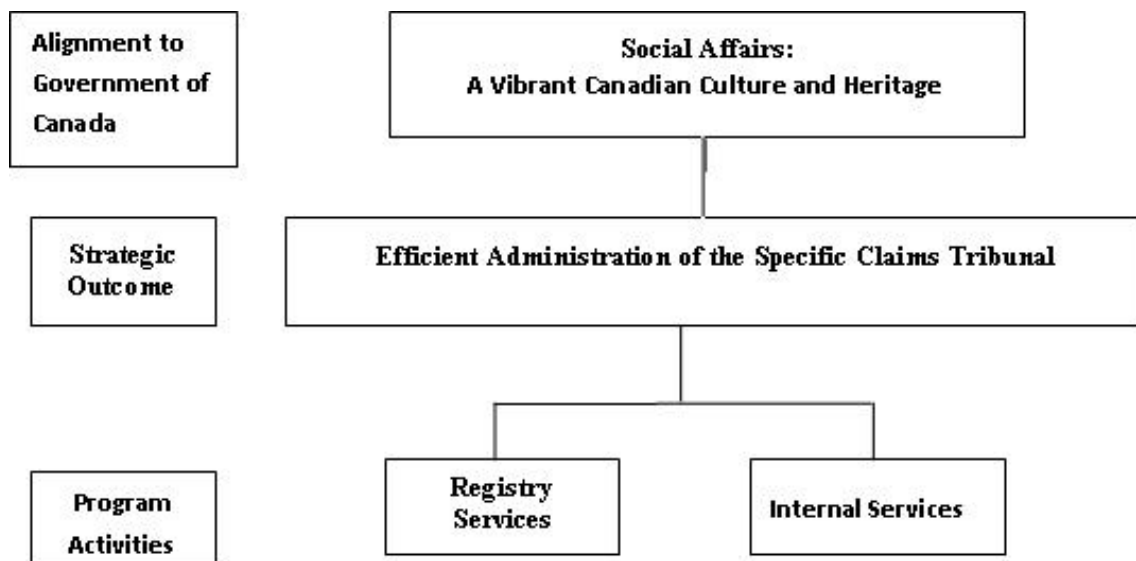 Alignment to
Government of
Canada
Social Affairs:
A Vibrant Canadian Culture and Heritage
Strategic
Outcome
Efficient Administration of the Specific Claims Tribunal
Program
Activities
Registry
Services
Internal Services